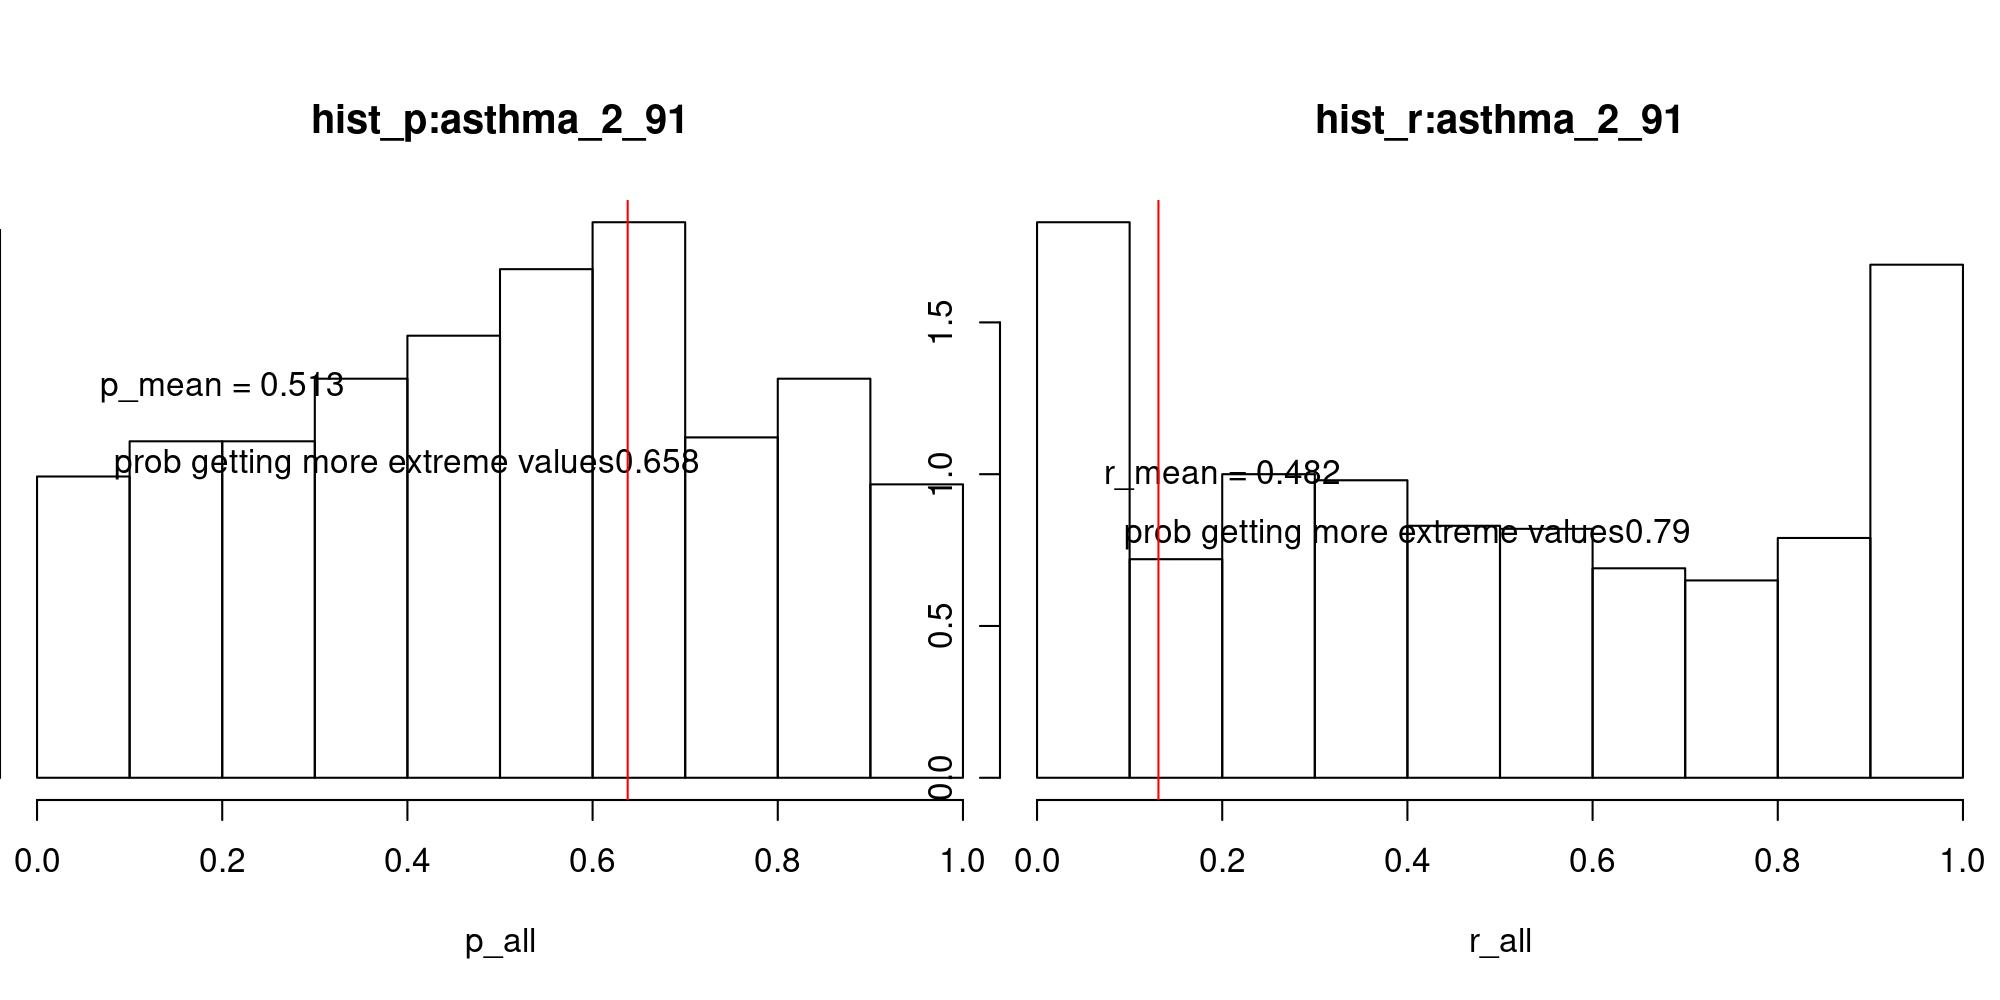 hist_p:asthma_2_91
p_mean = 0.513
prob getting more extreme values0.658
0.0 0.2 0.4 0.6 0.8 1.0
p_all
hist_r:asthma_2_91
1.5
1.0
0.5
0.0
r_mean = 0.482
prob getting more extreme values0.79
0.0 0.2 0.4 0.6 0.8 1.0
r_all